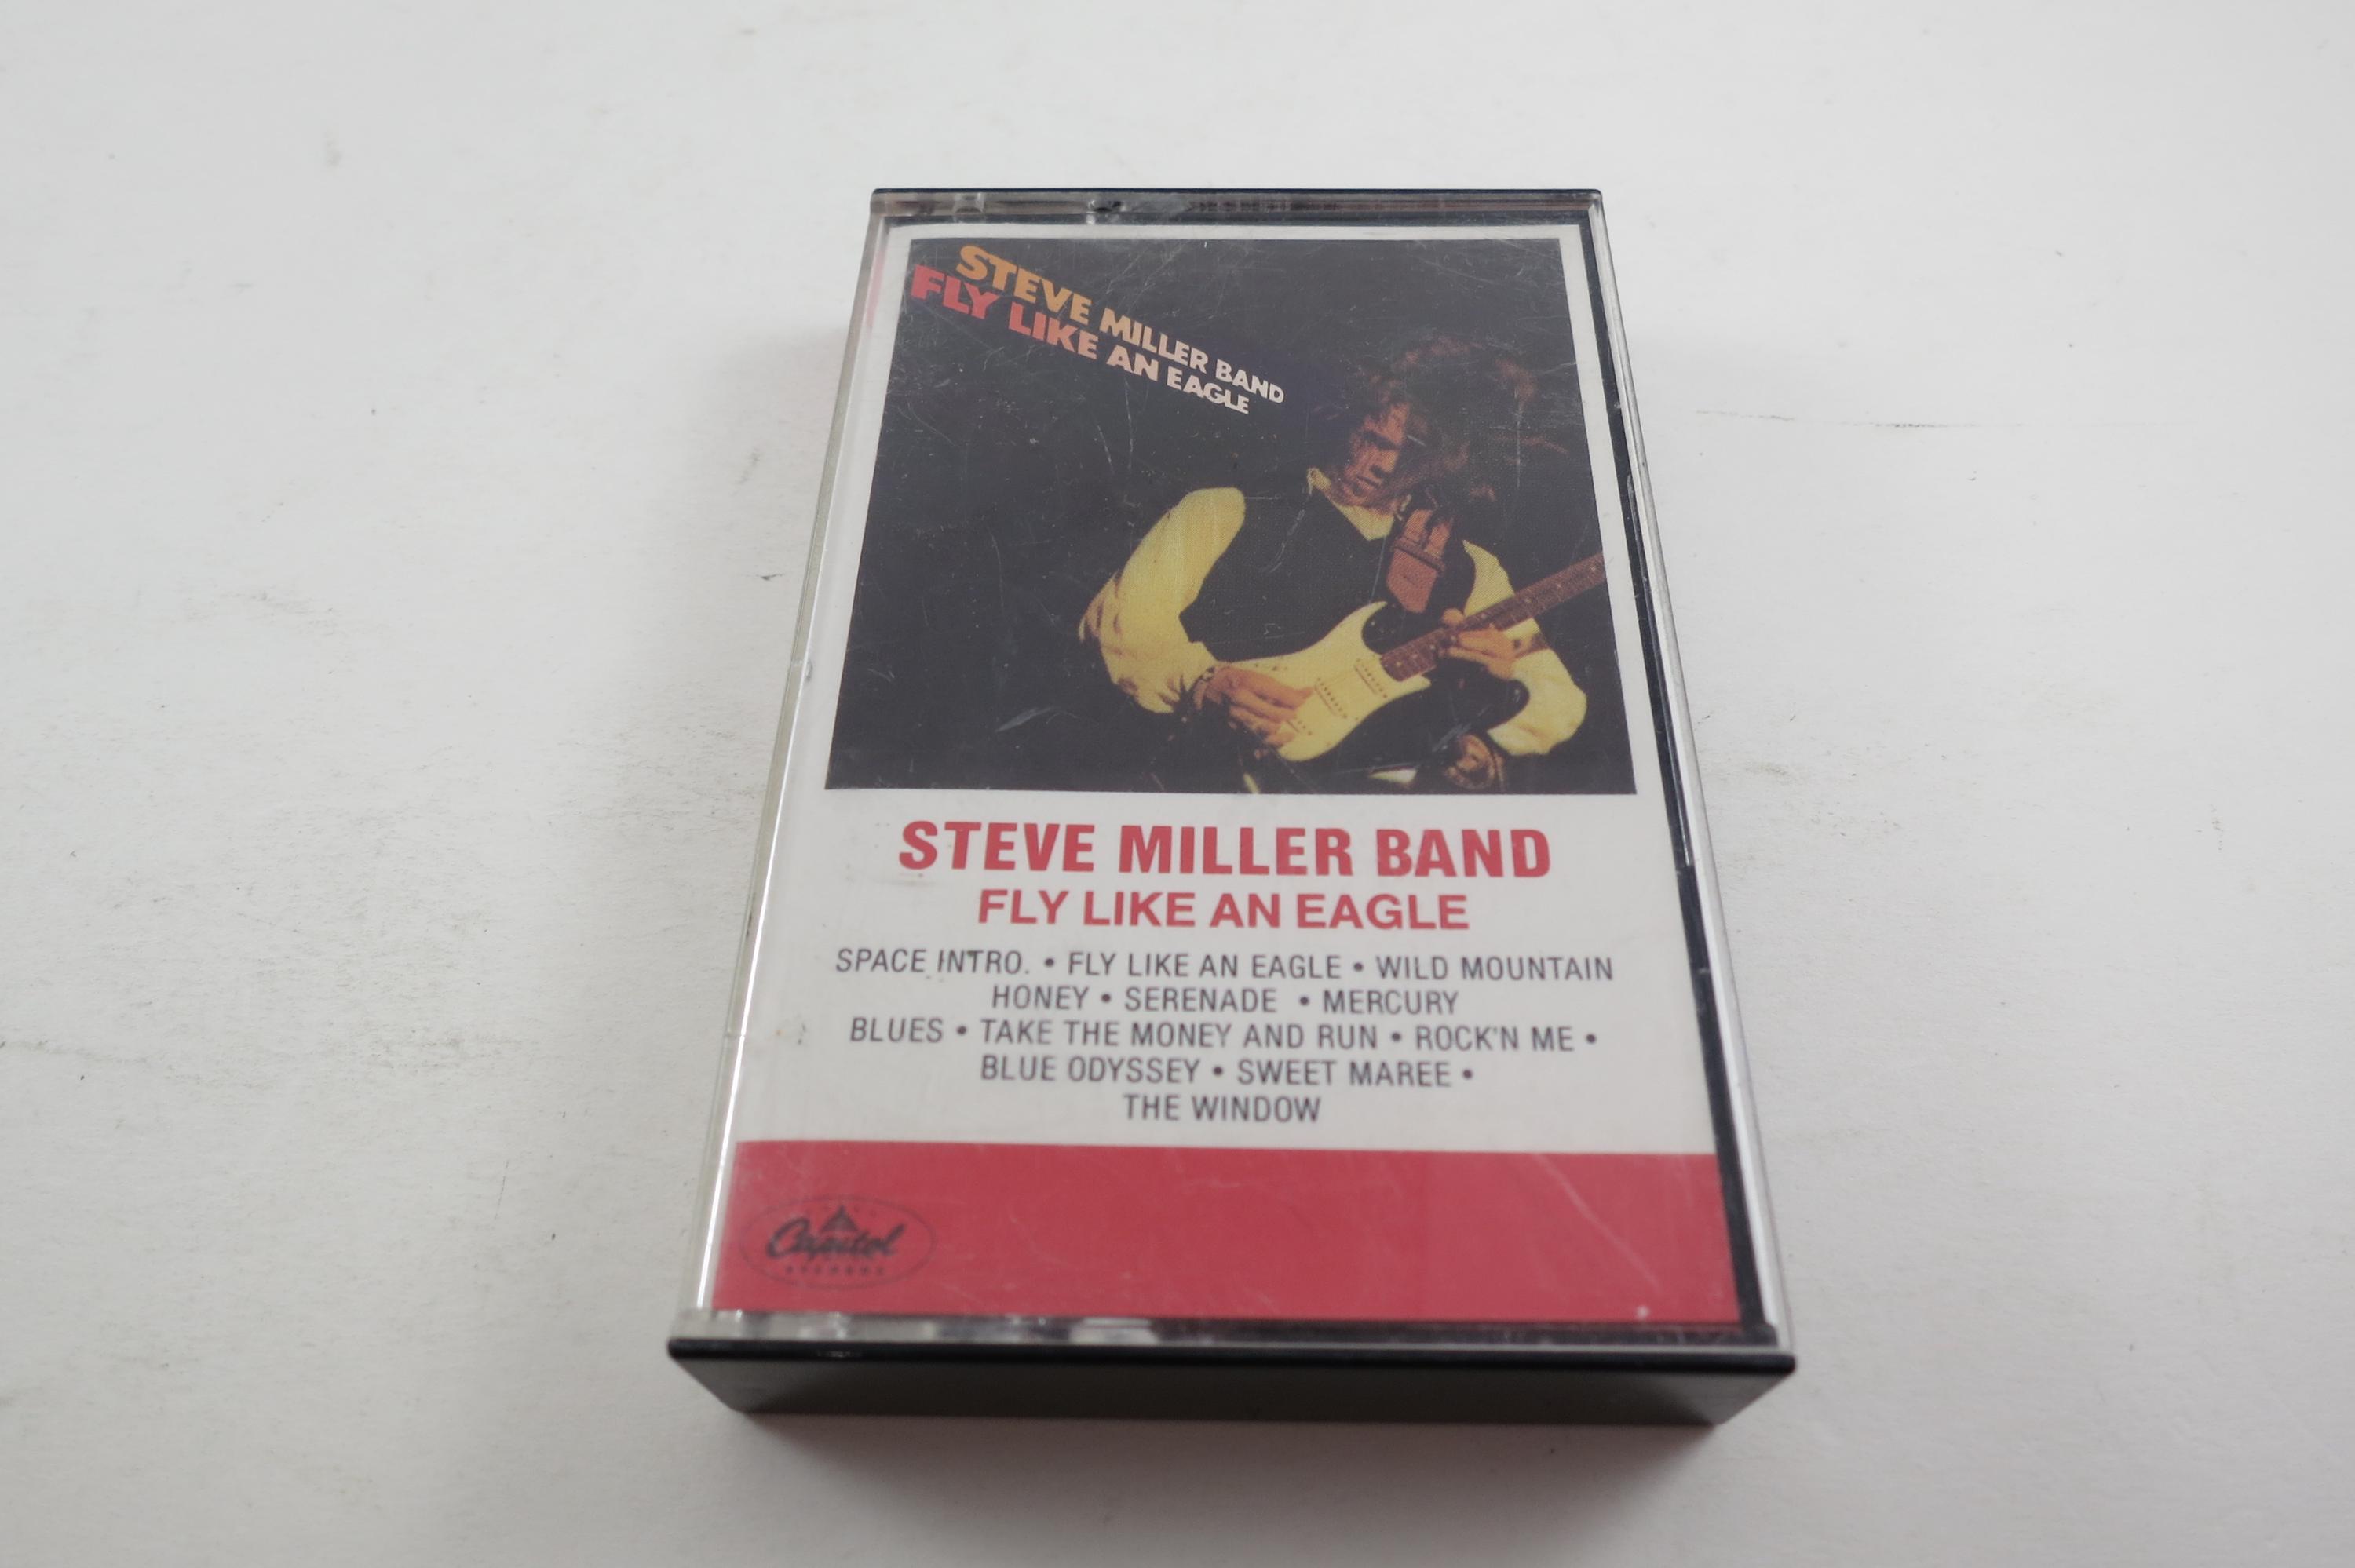 STEVE MILLER BAND
FLY LIKE AN EAGLE
STEVE MILLER BAND
FLY LIKE AN EAGLE
SPACE INTRO. • FLY LIKE AN EAGLE • WILD MOUNTAIN
HONEY • SERENADE • MERCURY
BLUES • TAKE THE MONEY AND RUN • ROCK'N ME •
BLUE ODYSSEY • SWEET MAREE •
THE WINDOW
Capitol
RECORDS